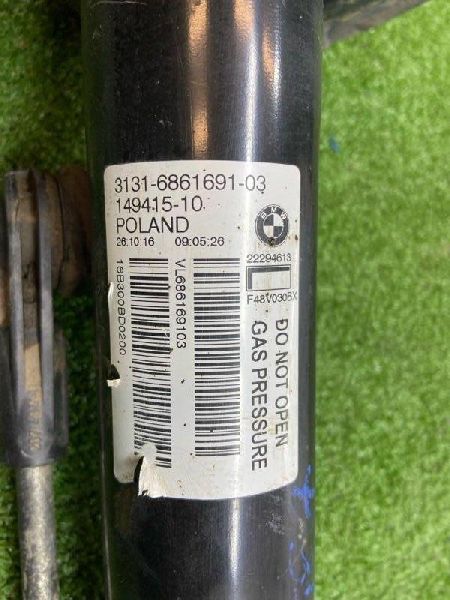 3131-6861691-03
149415-10
POLAND
26.10.16 09:05:26
BMW
22294613
F48V030BX
VL686169103
DO NOT OPEN
GAS PRESSURE